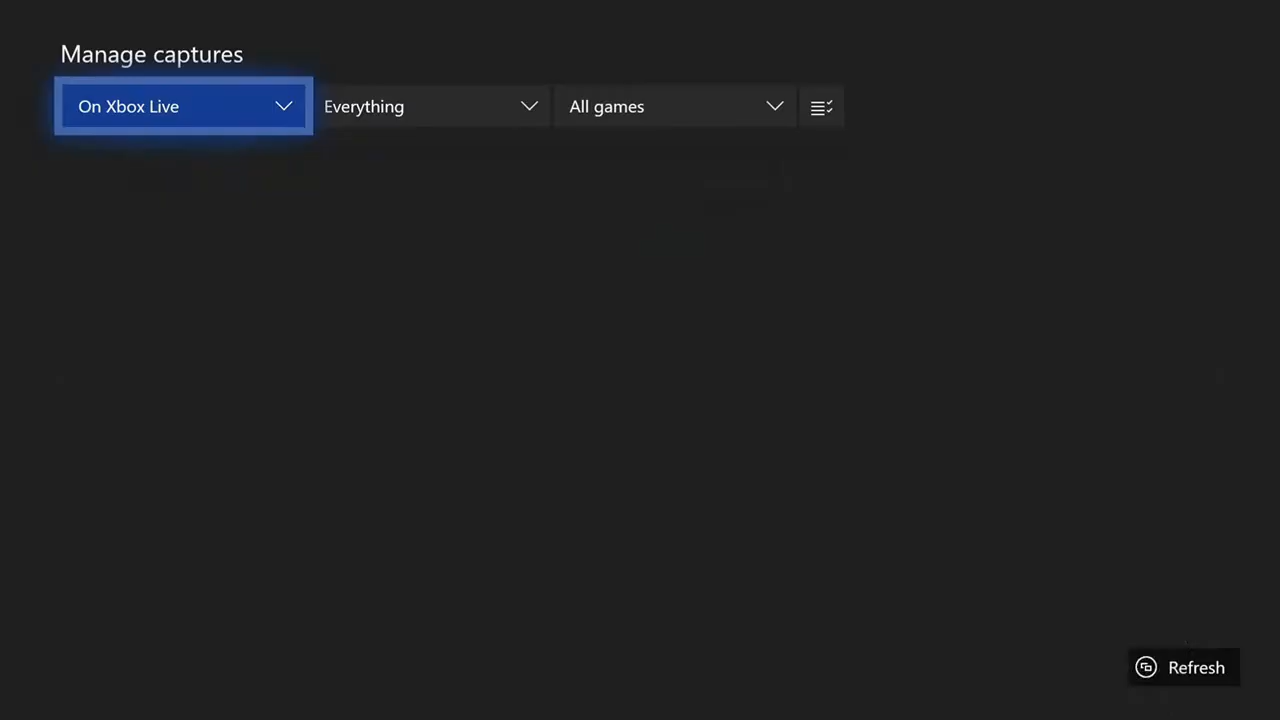 Manage captures
On Xbox Live
Everything
All games
Refresh